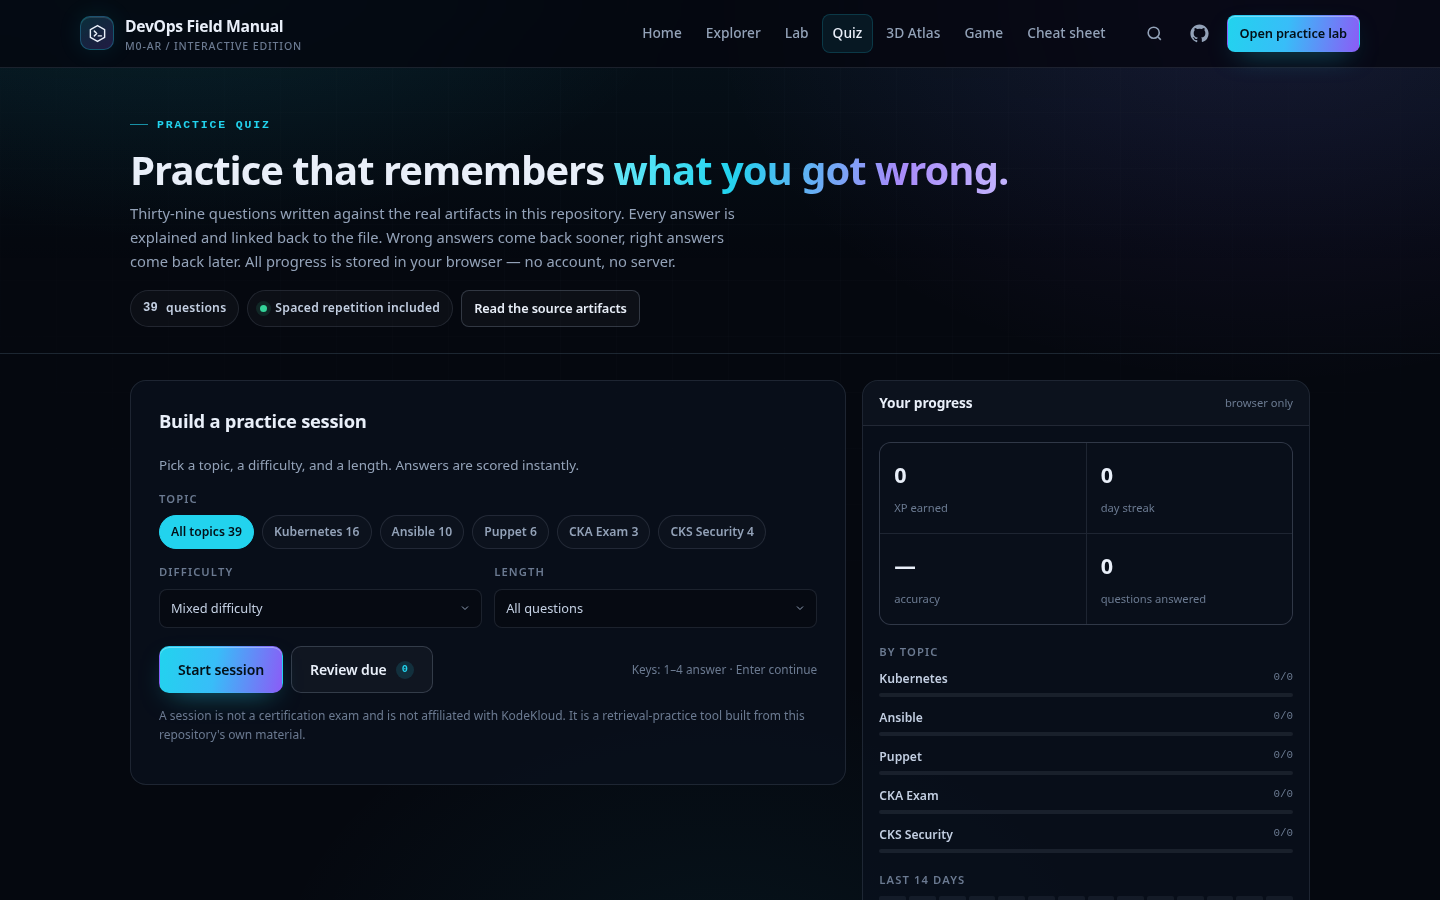 DevOps Field Manual
M0-AR / INTERACTIVE EDITION
Home
Explorer
Lab
Quiz
3D Atlas
Game
Cheat sheet
Open practice lab
PRACTICE QUIZ
Practice that remembers what you got wrong.
Thirty-nine questions written against the real artifacts in this repository. Every answer is
explained and linked back to the file. Wrong answers come back sooner, right answers
come back later. All progress is stored in your browser — no account, no server.
39 questions
Spaced repetition included
Read the source artifacts
Build a practice session
Pick a topic, a difficulty, and a length. Answers are scored instantly.
TOPIC
All topics 39
Kubernetes 16
Ansible 10
Puppet 6
CKA Exam 3
CKS Security 4
DIFFICULTY
LENGTH
Mixed difficulty
All questions
Start session
Review due 0
Keys: 1–4 answer · Enter continue
A session is not a certification exam and is not affiliated with KodeKloud. It is a retrieval-practice tool built from this
repository's own material.
Your progress
browser only
0
XP earned
0
day streak
—
accuracy
0
questions answered
BY TOPIC
Kubernetes 0/0
Ansible 0/0
Puppet 0/0
CKA Exam 0/0
CKS Security 0/0
LAST 14 DAYS